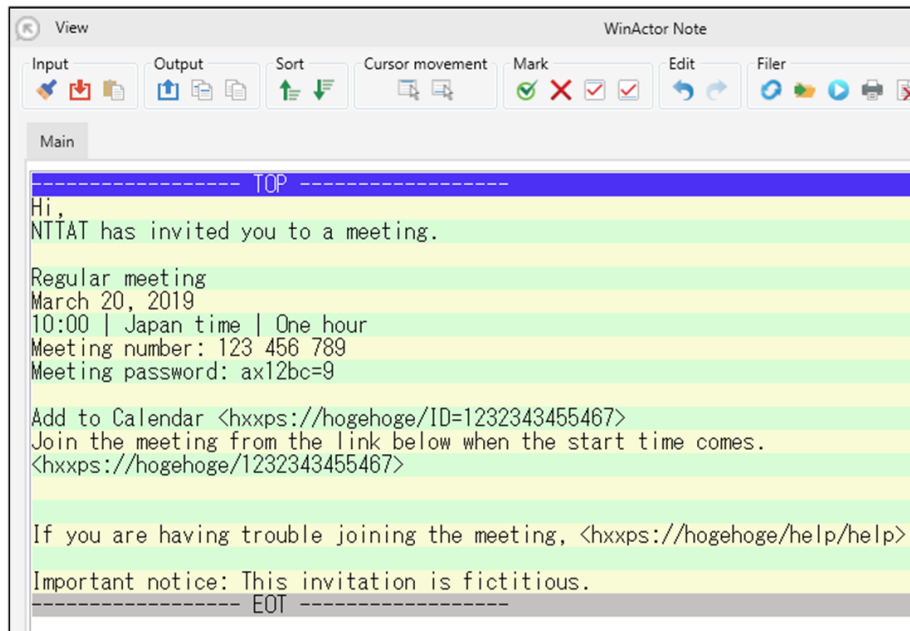 View
WinActor Note
Input Output Sort Cursor movement Mark Edit Filer
Main
------------------ TOP ------------------
Hi,
NTTAT has invited you to a meeting.
Regular meeting
March 20, 2019
10:00 | Japan time | One hour
Meeting number: 123 456 789
Meeting password: ax12bc=9
Add to Calendar <hxxps://hogehoge/ID=1232343455467>
Join the meeting from the link below when the start time comes.
<hxxps://hogehoge/1232343455467>
If you are having trouble joining the meeting, <hxxps://hogehoge/help/help>
Important notice: This invitation is fictitious.
------------------ EOT ------------------